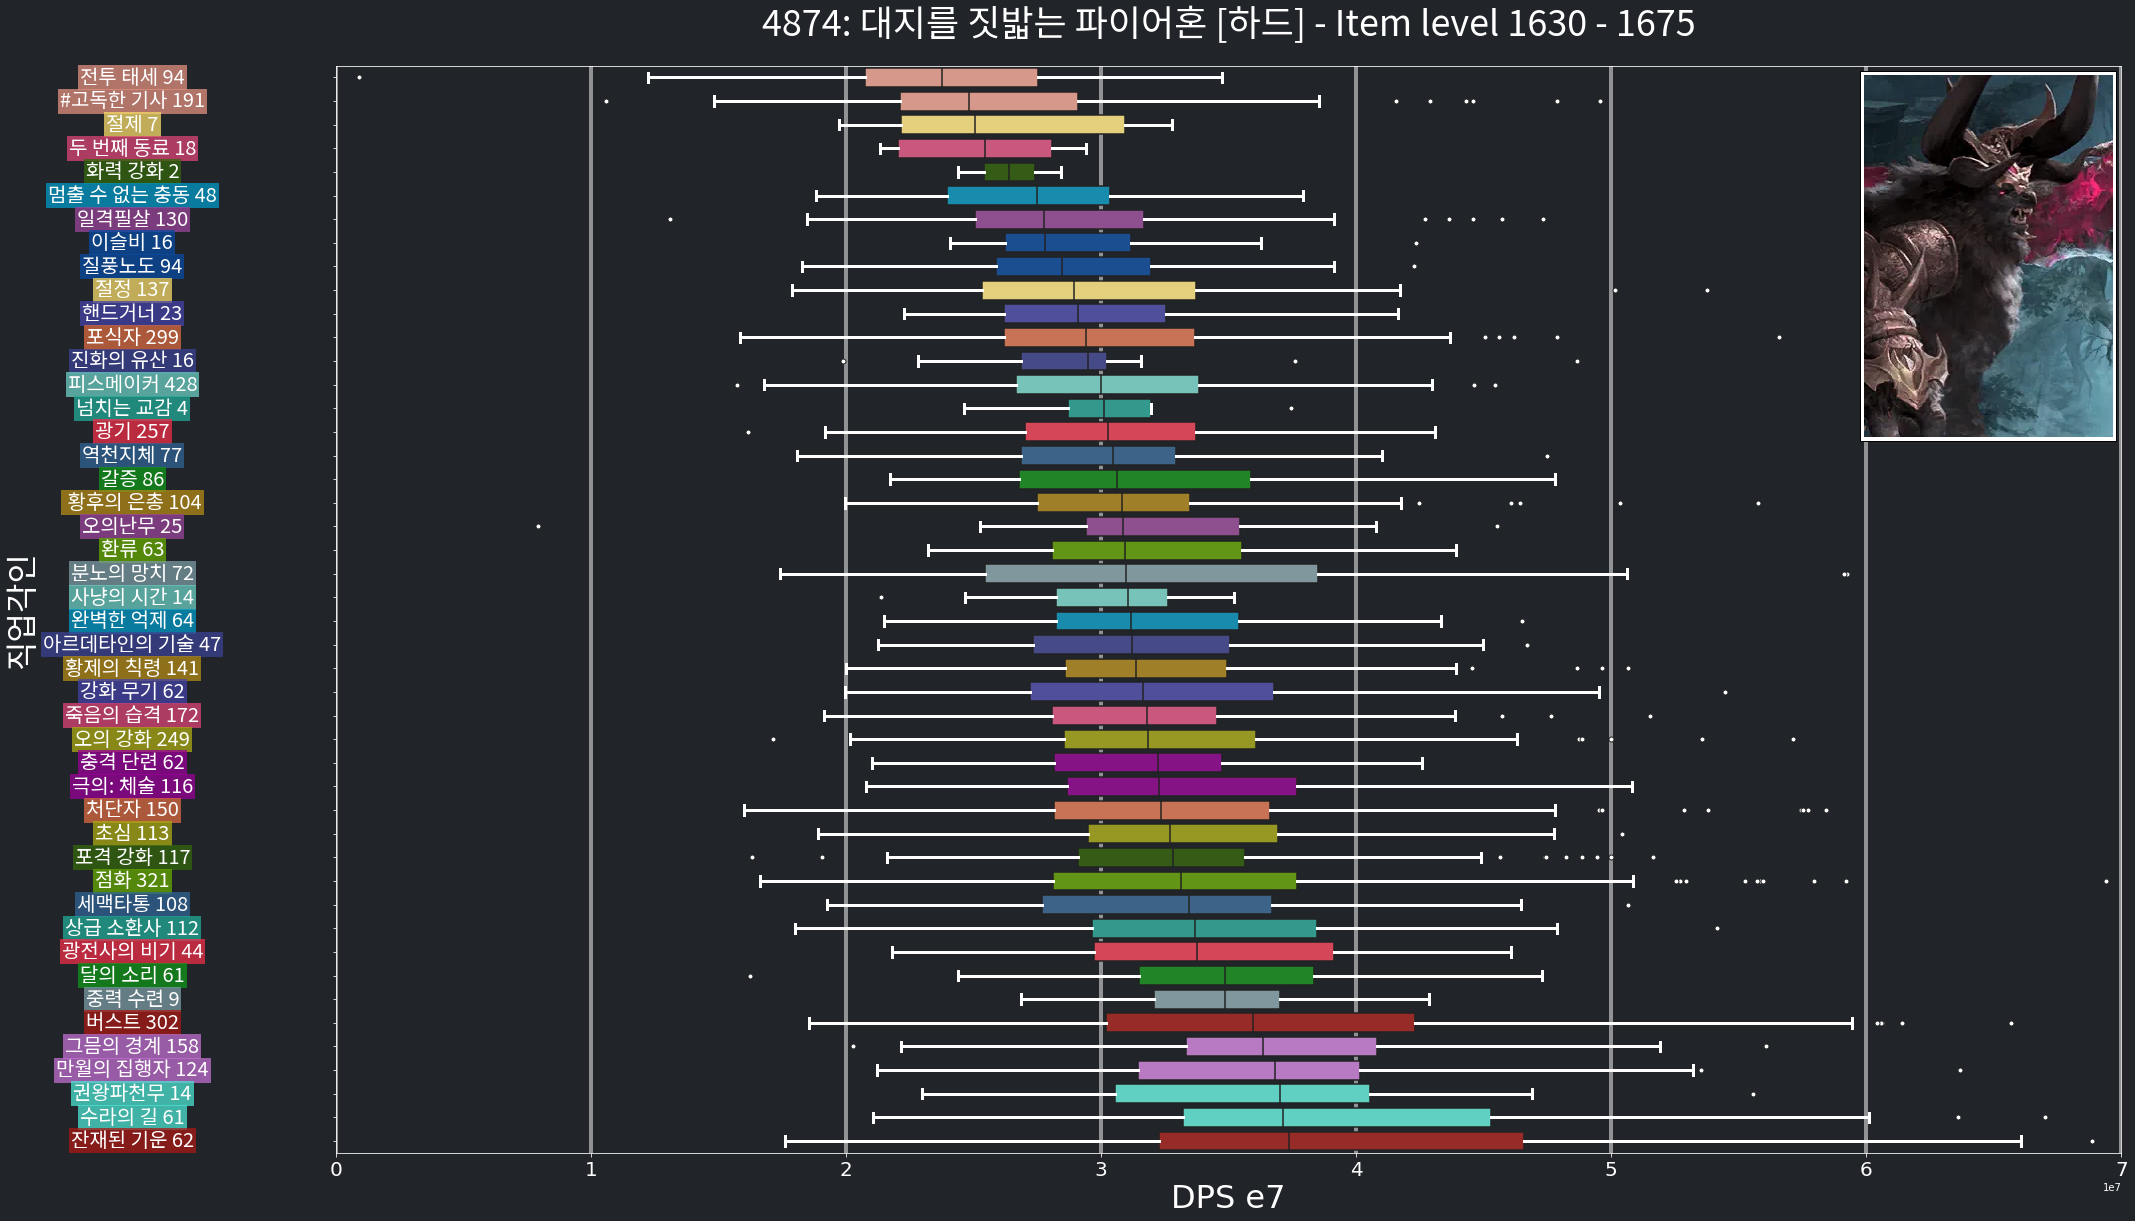 4874: 대지를 짓밟는 파이어혼 [하드] - Item level 1630 - 1675
전투 태세 94
#고독한 기사 191
절제 7
두 번째 동료 18
화력 강화 2
멈출 수 없는 충동 48
일격필살 130
이슬비 16
질풍노도 94
절정 137
핸드거너 23
포식자 299
진화의 유산 16
피스메이커 428
넘치는 교감 4
광기 257
역천지체 77
갈증 86
황후의 은총 104
오의난무 25
환류 63
분노의 망치 72
사냥의 시간 14
완벽한 억제 64
아르데타인의 기술 47
황제의 칙령 141
강화 무기 62
죽음의 습격 172
오의 강화 249
충격 단련 62
극의: 체술 116
처단자 150
초심 113
포격 강화 117
점화 321
세맥타통 108
상급 소환사 112
광전사의 비기 44
달의 소리 61
중력 수련 9
버스트 302
그믐의 경계 158
만월의 집행자 124
권왕파천무 14
수라의 길 61
잔재된 기운 62
직업각인
0 1 2 3 4 5 6 7
1e7
DPS e7